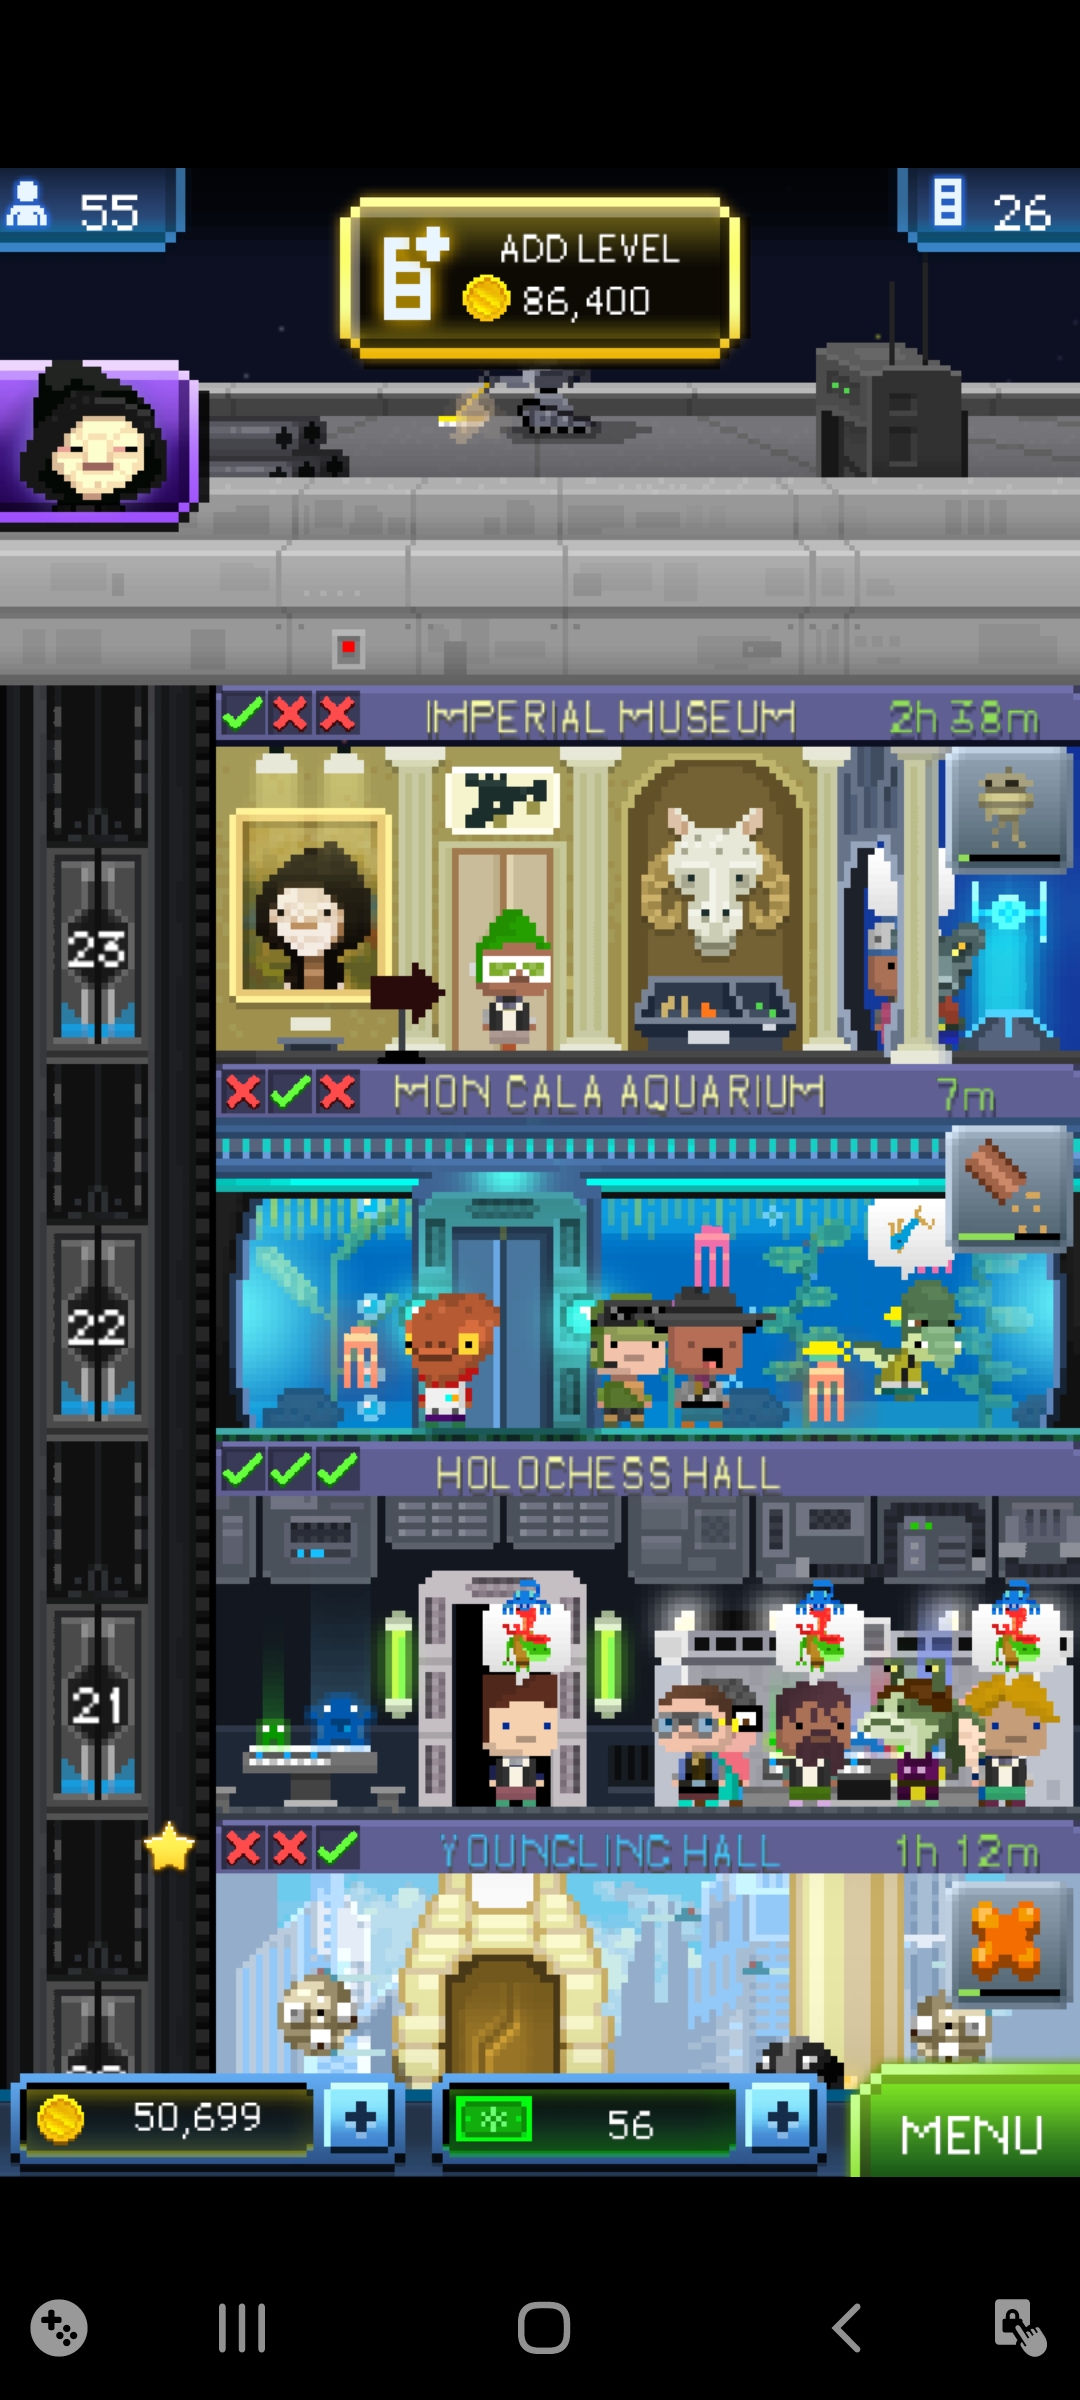 55
ADD LEVEL
86,400
26
IMPERIAL MUSEUM
2h 38m
23
MON CALA AQUARIUM
7m
22
HOLOCHESS HALL
21
YOUNGLING HALL
1h 12m
50,699
56
MENU